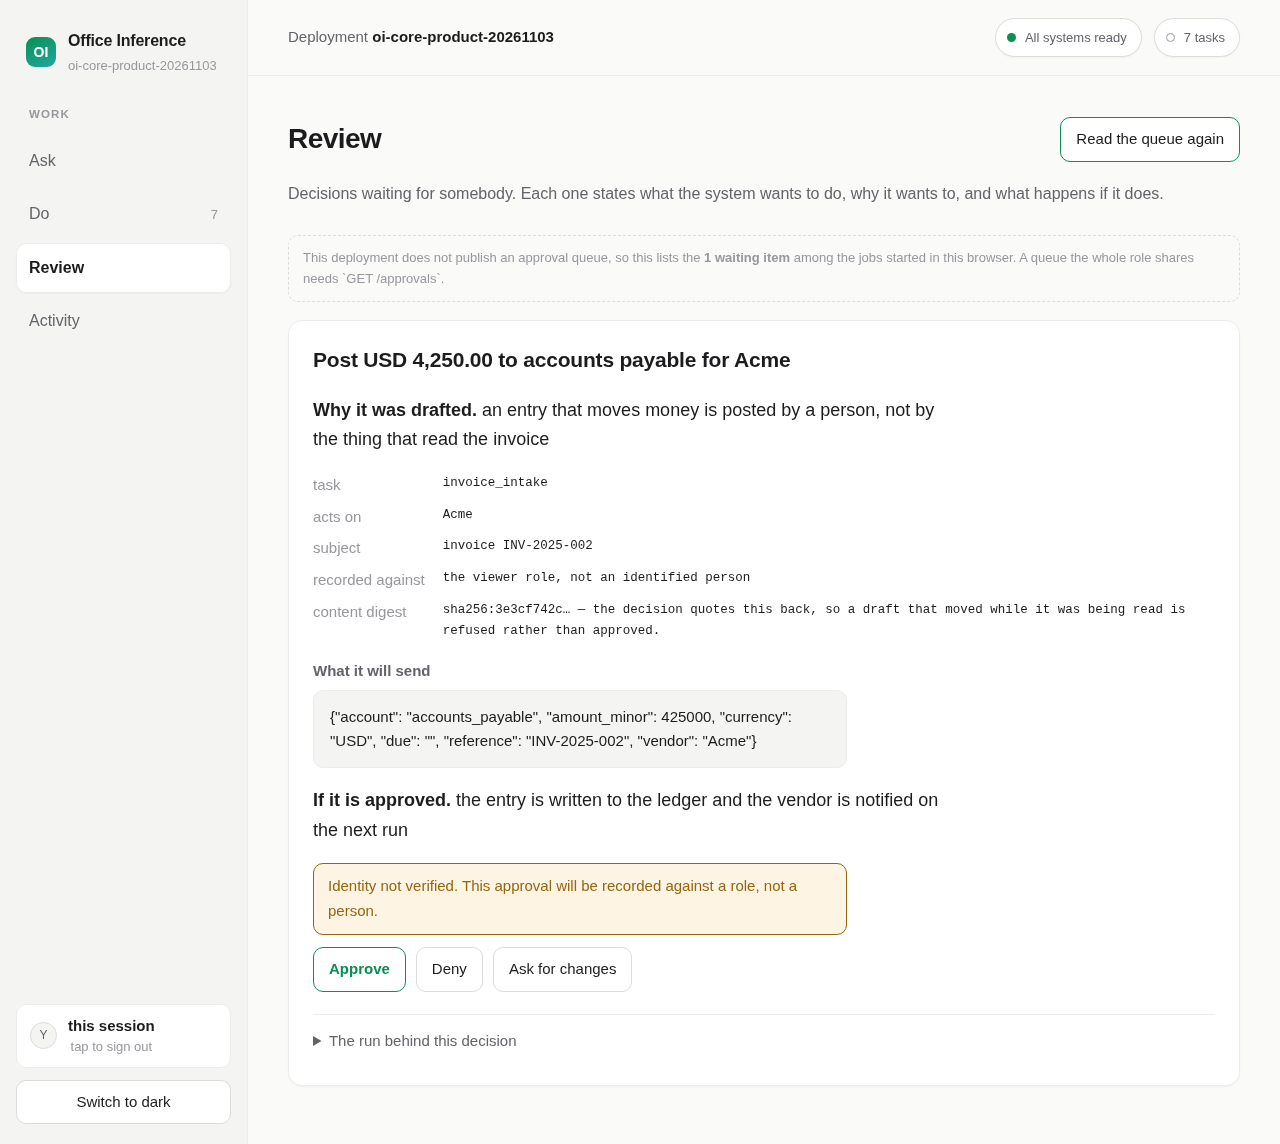 OI
Office Inference
oi-core-product-20261103
WORK
Ask
Do 7
Review
Activity
this session
Y
tap to sign out
Switch to dark
Deployment oi-core-product-20261103
All systems ready
7 tasks
Review
Read the queue again
Decisions waiting for somebody. Each one states what the system wants to do, why it wants to, and what happens if it does.
This deployment does not publish an approval queue, so this lists the 1 waiting item among the jobs started in this browser. A queue the whole role shares
needs `GET /approvals`.
Post USD 4,250.00 to accounts payable for Acme
Why it was drafted. an entry that moves money is posted by a person, not by
the thing that read the invoice
task invoice_intake
acts on Acme
subject invoice INV-2025-002
recorded against the viewer role, not an identified person
content digest sha256:3e3cf742c… — the decision quotes this back, so a draft that moved while it was being read is
refused rather than approved.
What it will send
{"account": "accounts_payable", "amount_minor": 425000, "currency":
"USD", "due": "", "reference": "INV-2025-002", "vendor": "Acme"}
If it is approved. the entry is written to the ledger and the vendor is notified on
the next run
Identity not verified. This approval will be recorded against a role, not a
person.
Approve
Deny
Ask for changes
The run behind this decision